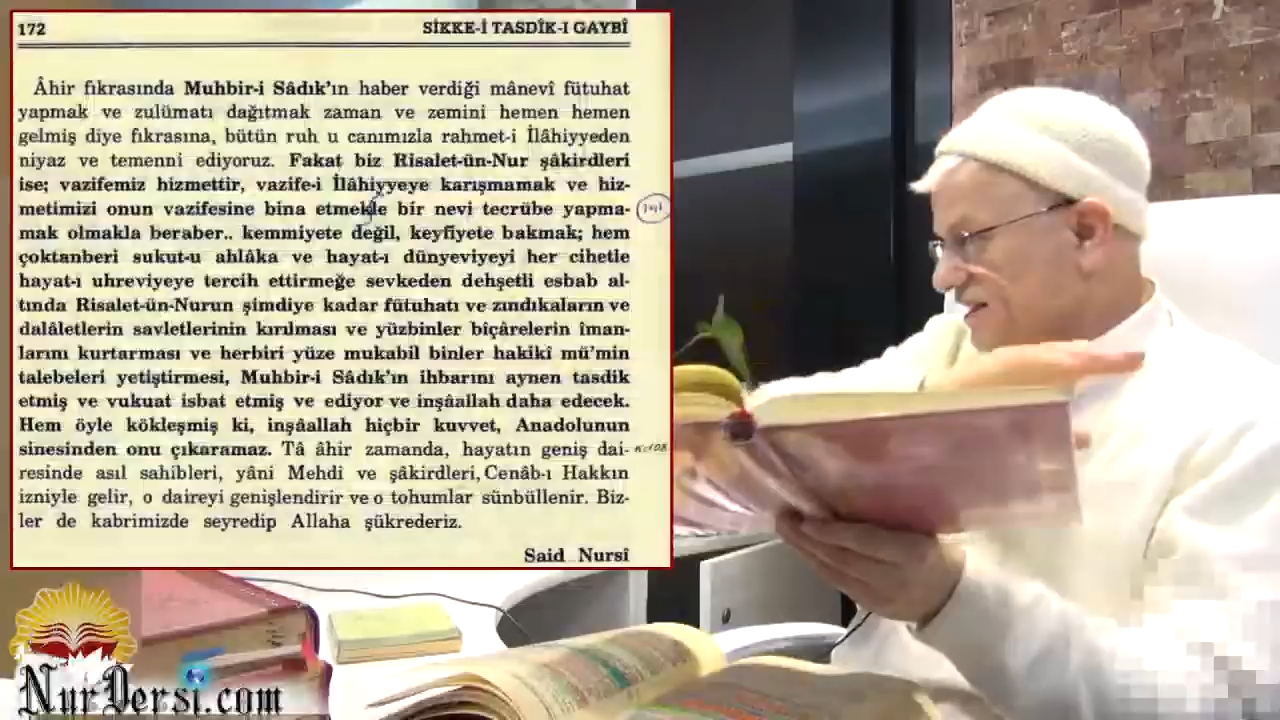 172 SİKKE-İ TASDÎK-I GAYBÎ
Âhir fıkrasında Muhbir-i Sâdık'ın haber verdiği mânevî fütuhat
yapmak ve zulümatı dağıtmak zaman ve zemini hemen hemen
gelmiş diye fıkrasına, bütün ruh u canımızla rahmet-i İlâhiyyeden
niyaz ve temenni ediyoruz. Fakat biz Risalet-ün-Nur şâkirdleri
ise; vazifemiz hizmettir, vazife-i İlâhiyyeye karışmamak ve hiz-
metimizi onun vazifesine bina etmekle bir nevi tecrübe yapma-
mak olmakla beraber.. kemmiyete değil, keyfiyete bakmak; hem
çoktanberi sukut-u ahlâka ve hayat-ı dünyeviyeyi her cihetle
hayat-ı uhreviyeye tercih ettirmeğe sevkeden dehşetli esbab al-
tında Risalet-ün-Nurun şimdiye kadar fütuhatı ve zındıkaların ve
dalâletlerin savletlerinin kırılması ve yüzbinler biçârelerin îman-
larını kurtarması ve herbiri yüze mukabil binler hakikî mü'min
talebeleri yetiştirmesi, Muhbir-i Sâdık'ın ihbarını aynen tasdik
etmiş ve vukuat isbat etmiş ve ediyor ve inşâallah daha edecek.
Hem öyle kökleşmiş ki, inşâallah hiçbir kuvvet, Anadolunun
sinesinden onu çıkaramaz. Tâ âhir zamanda, hayatın geniş dai-
resinde asıl sahibleri, yâni Mehdî ve şâkirdleri, Cenâb-ı Hakkın
izniyle gelir, o daireyi genişlendirir ve o tohumlar sünbüllenir. Biz-
ler de kabrimizde seyredip Allaha şükrederiz.
Said Nursî
NurDersi.com